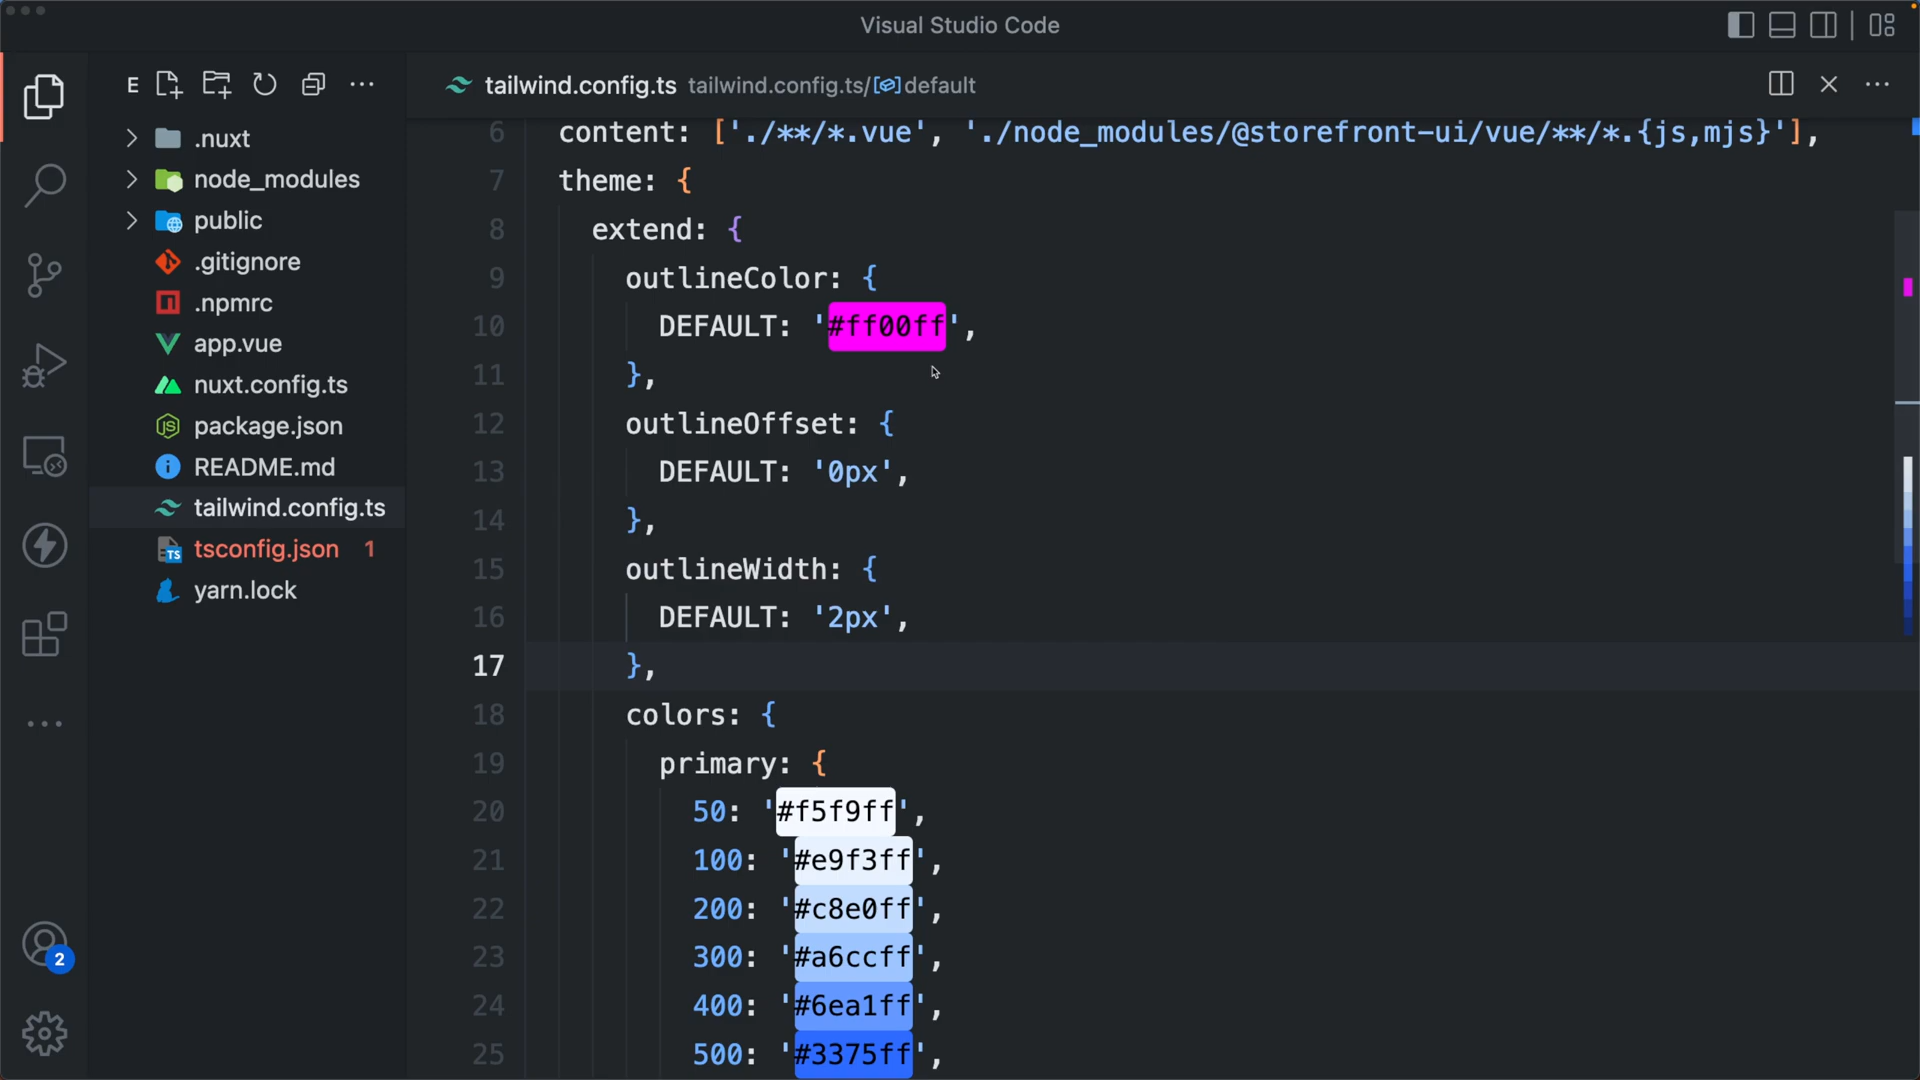 Visual Studio Code
E
.nuxt
node_modules
public
.gitignore
.npmrc
app.vue
nuxt.config.ts
package.json
README.md
tailwind.config.ts
tsconfig.json 1
yarn.lock
2
tailwind.config.ts tailwind.config.ts/default
6 content: ['./**/*.vue', './node_modules/@storefront-ui/vue/**/*.{js,mjs}'],
7 theme: {
8 extend: {
9 outlineColor: {
10 DEFAULT: '#ff00ff',
11 },
12 outlineOffset: {
13 DEFAULT: '0px',
14 },
15 outlineWidth: {
16 DEFAULT: '2px',
17 },
18 colors: {
19 primary: {
20 50: '#f5f9ff',
21 100: '#e9f3ff',
22 200: '#c8e0ff',
23 300: '#a6ccff',
24 400: '#6ea1ff',
25 500: '#3375ff',